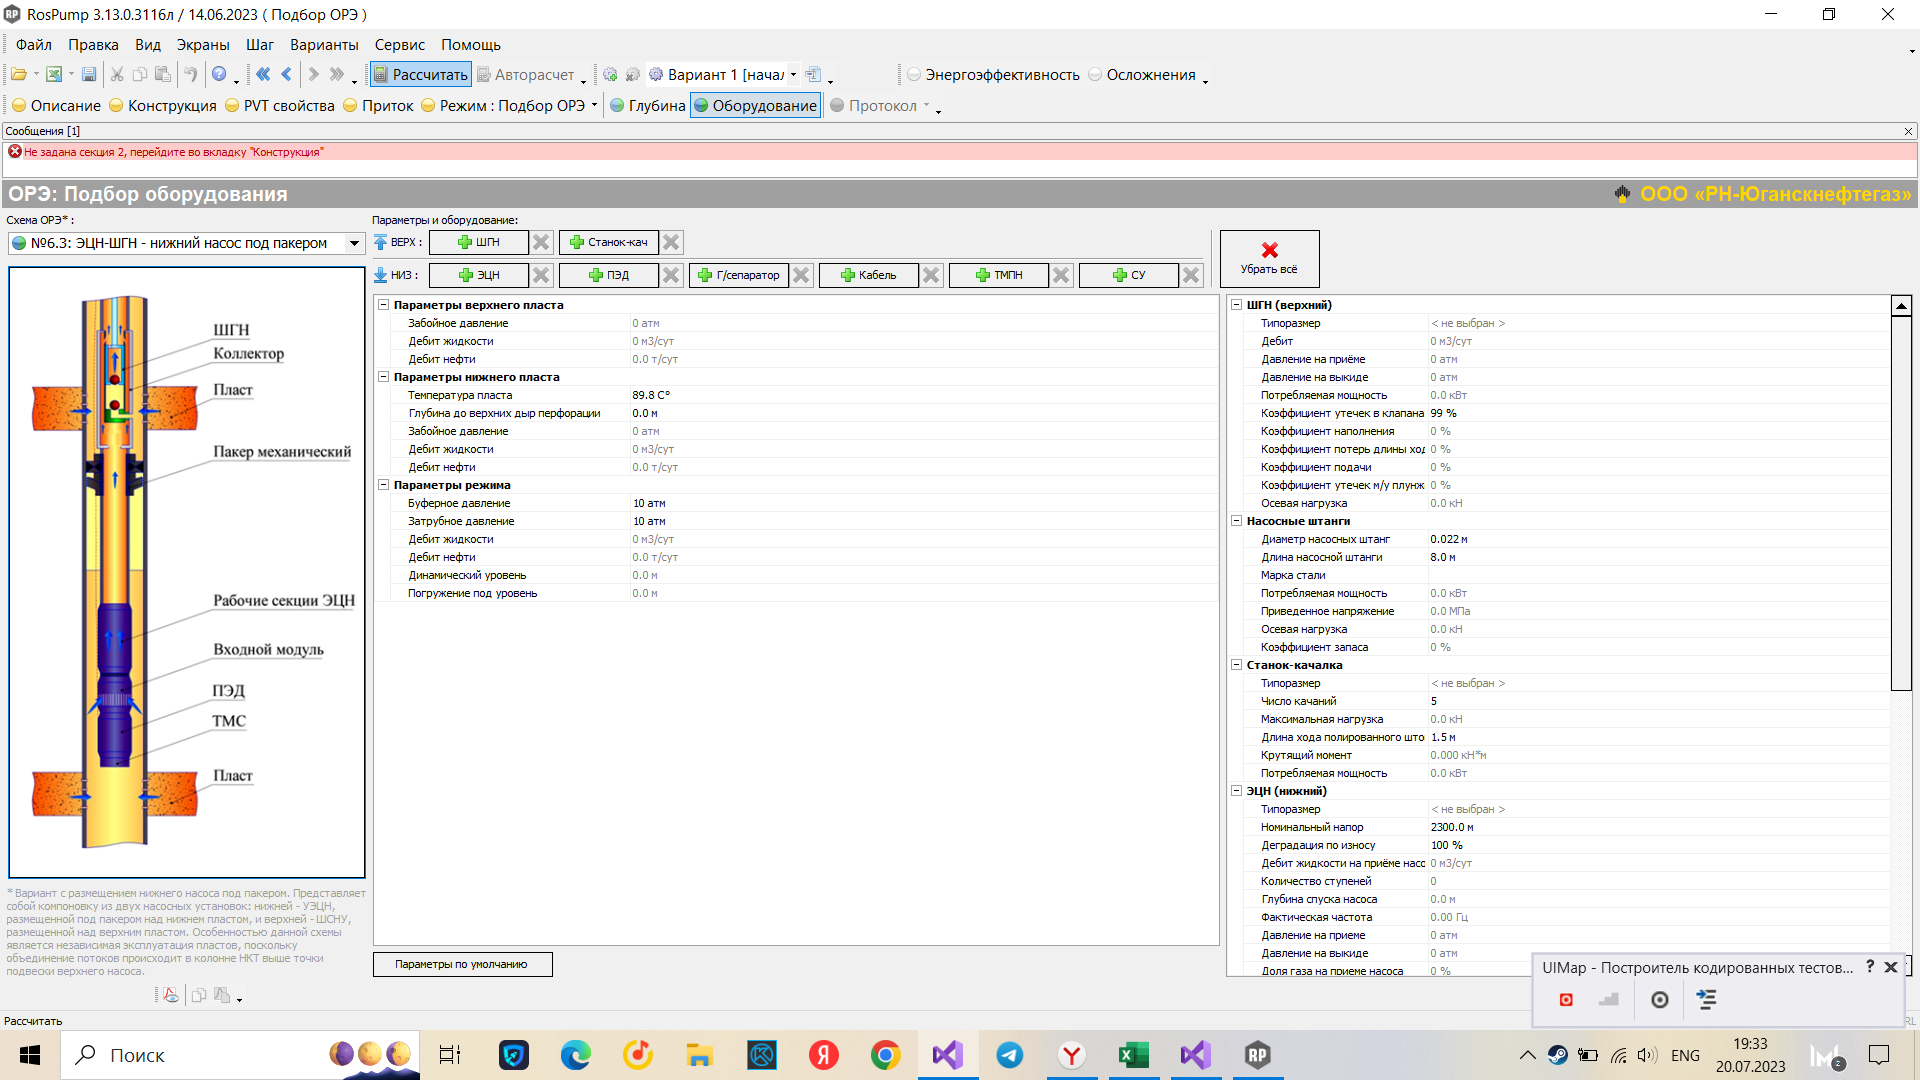 RosPump 3.13.0.3116л / 14.06.2023 ( Подбор ОРЭ )
Файл Правка Вид Экраны Шаг Варианты Сервис Помощь
Рассчитать Авторасчет Вариант 1 [начал Энергоэффективность Осложнения
Описание Конструкция PVT свойства Приток Режим : Подбор ОРЭ Глубина Оборудование Протокол
Сообщения [1]
Не задана секция 2, перейдите во вкладку "Конструкция"
ОРЭ: Подбор оборудования
ООО «РН-Юганскнефтегаз»
Схема ОРЭ* :
№6.3: ЭЦН-ШГН - нижний насос под пакером
ШГН
Коллектор
Пласт
Пакер механический
Рабочие секции ЭЦН
Входной модуль
ПЭД
ТМС
Пласт
* Вариант с размещением нижнего насоса под пакером. Представляет
собой компоновку из двух насосных установок: нижней - УЭЦН,
размещенной под пакером над нижнем пластом, и верхней - ШСНУ,
размещенной над верхним пластом. Особенностью данной схемы
является независимая эксплуатация пластов, поскольку
объединение потоков происходит в колонне НКТ выше точки
подвески верхнего насоса.
Параметры и оборудование:
ВЕРХ : ШГН Станок-кач
НИЗ : ЭЦН ПЭД Г/сепаратор Кабель ТМПН СУ
Убрать всё
Параметры верхнего пласта
Забойное давление 0 атм
Дебит жидкости 0 м3/сут
Дебит нефти 0.0 т/сут
Параметры нижнего пласта
Температура пласта 89.8 C°
Глубина до верхних дыр перфорации 0.0 м
Забойное давление 0 атм
Дебит жидкости 0 м3/сут
Дебит нефти 0.0 т/сут
Параметры режима
Буферное давление 10 атм
Затрубное давление 10 атм
Дебит жидкости 0 м3/сут
Дебит нефти 0.0 т/сут
Динамический уровень 0.0 м
Погружение под уровень 0.0 м
Параметры по умолчанию
ШГН (верхний)
Типоразмер < не выбран >
Дебит 0 м3/сут
Давление на приёме 0 атм
Давление на выкиде 0 атм
Потребляемая мощность 0.0 кВт
Коэффициент утечек в клапана 99 %
Коэффициент наполнения 0 %
Коэффициент потерь длины ход 0 %
Коэффициент подачи 0 %
Коэффициент утечек м/у плунж 0 %
Осевая нагрузка 0.0 кН
Насосные штанги
Диаметр насосных штанг 0.022 м
Длина насосной штанги 8.0 м
Марка стали
Потребляемая мощность 0.0 кВт
Приведенное напряжение 0.0 МПа
Осевая нагрузка 0.0 кН
Коэффициент запаса 0 %
Станок-качалка
Типоразмер < не выбран >
Число качаний 5
Максимальная нагрузка 0.0 кН
Длина хода полированного што 1.5 м
Крутящий момент 0.000 кН*м
Потребляемая мощность 0.0 кВт
ЭЦН (нижний)
Типоразмер < не выбран >
Номинальный напор 2300.0 м
Деградация по износу 100 %
Дебит жидкости на приёме насо 0 м3/сут
Количество ступеней 0
Глубина спуска насоса 0.0 м
Фактическая частота 0.00 Гц
Давление на приеме 0 атм
Давление на выкиде 0 атм
Доля газа на приеме насоса 0 %
UIMap - Построитель кодированных тестов...
Рассчитать
RL
Поиск
ENG
19:33
20.07.2023
2